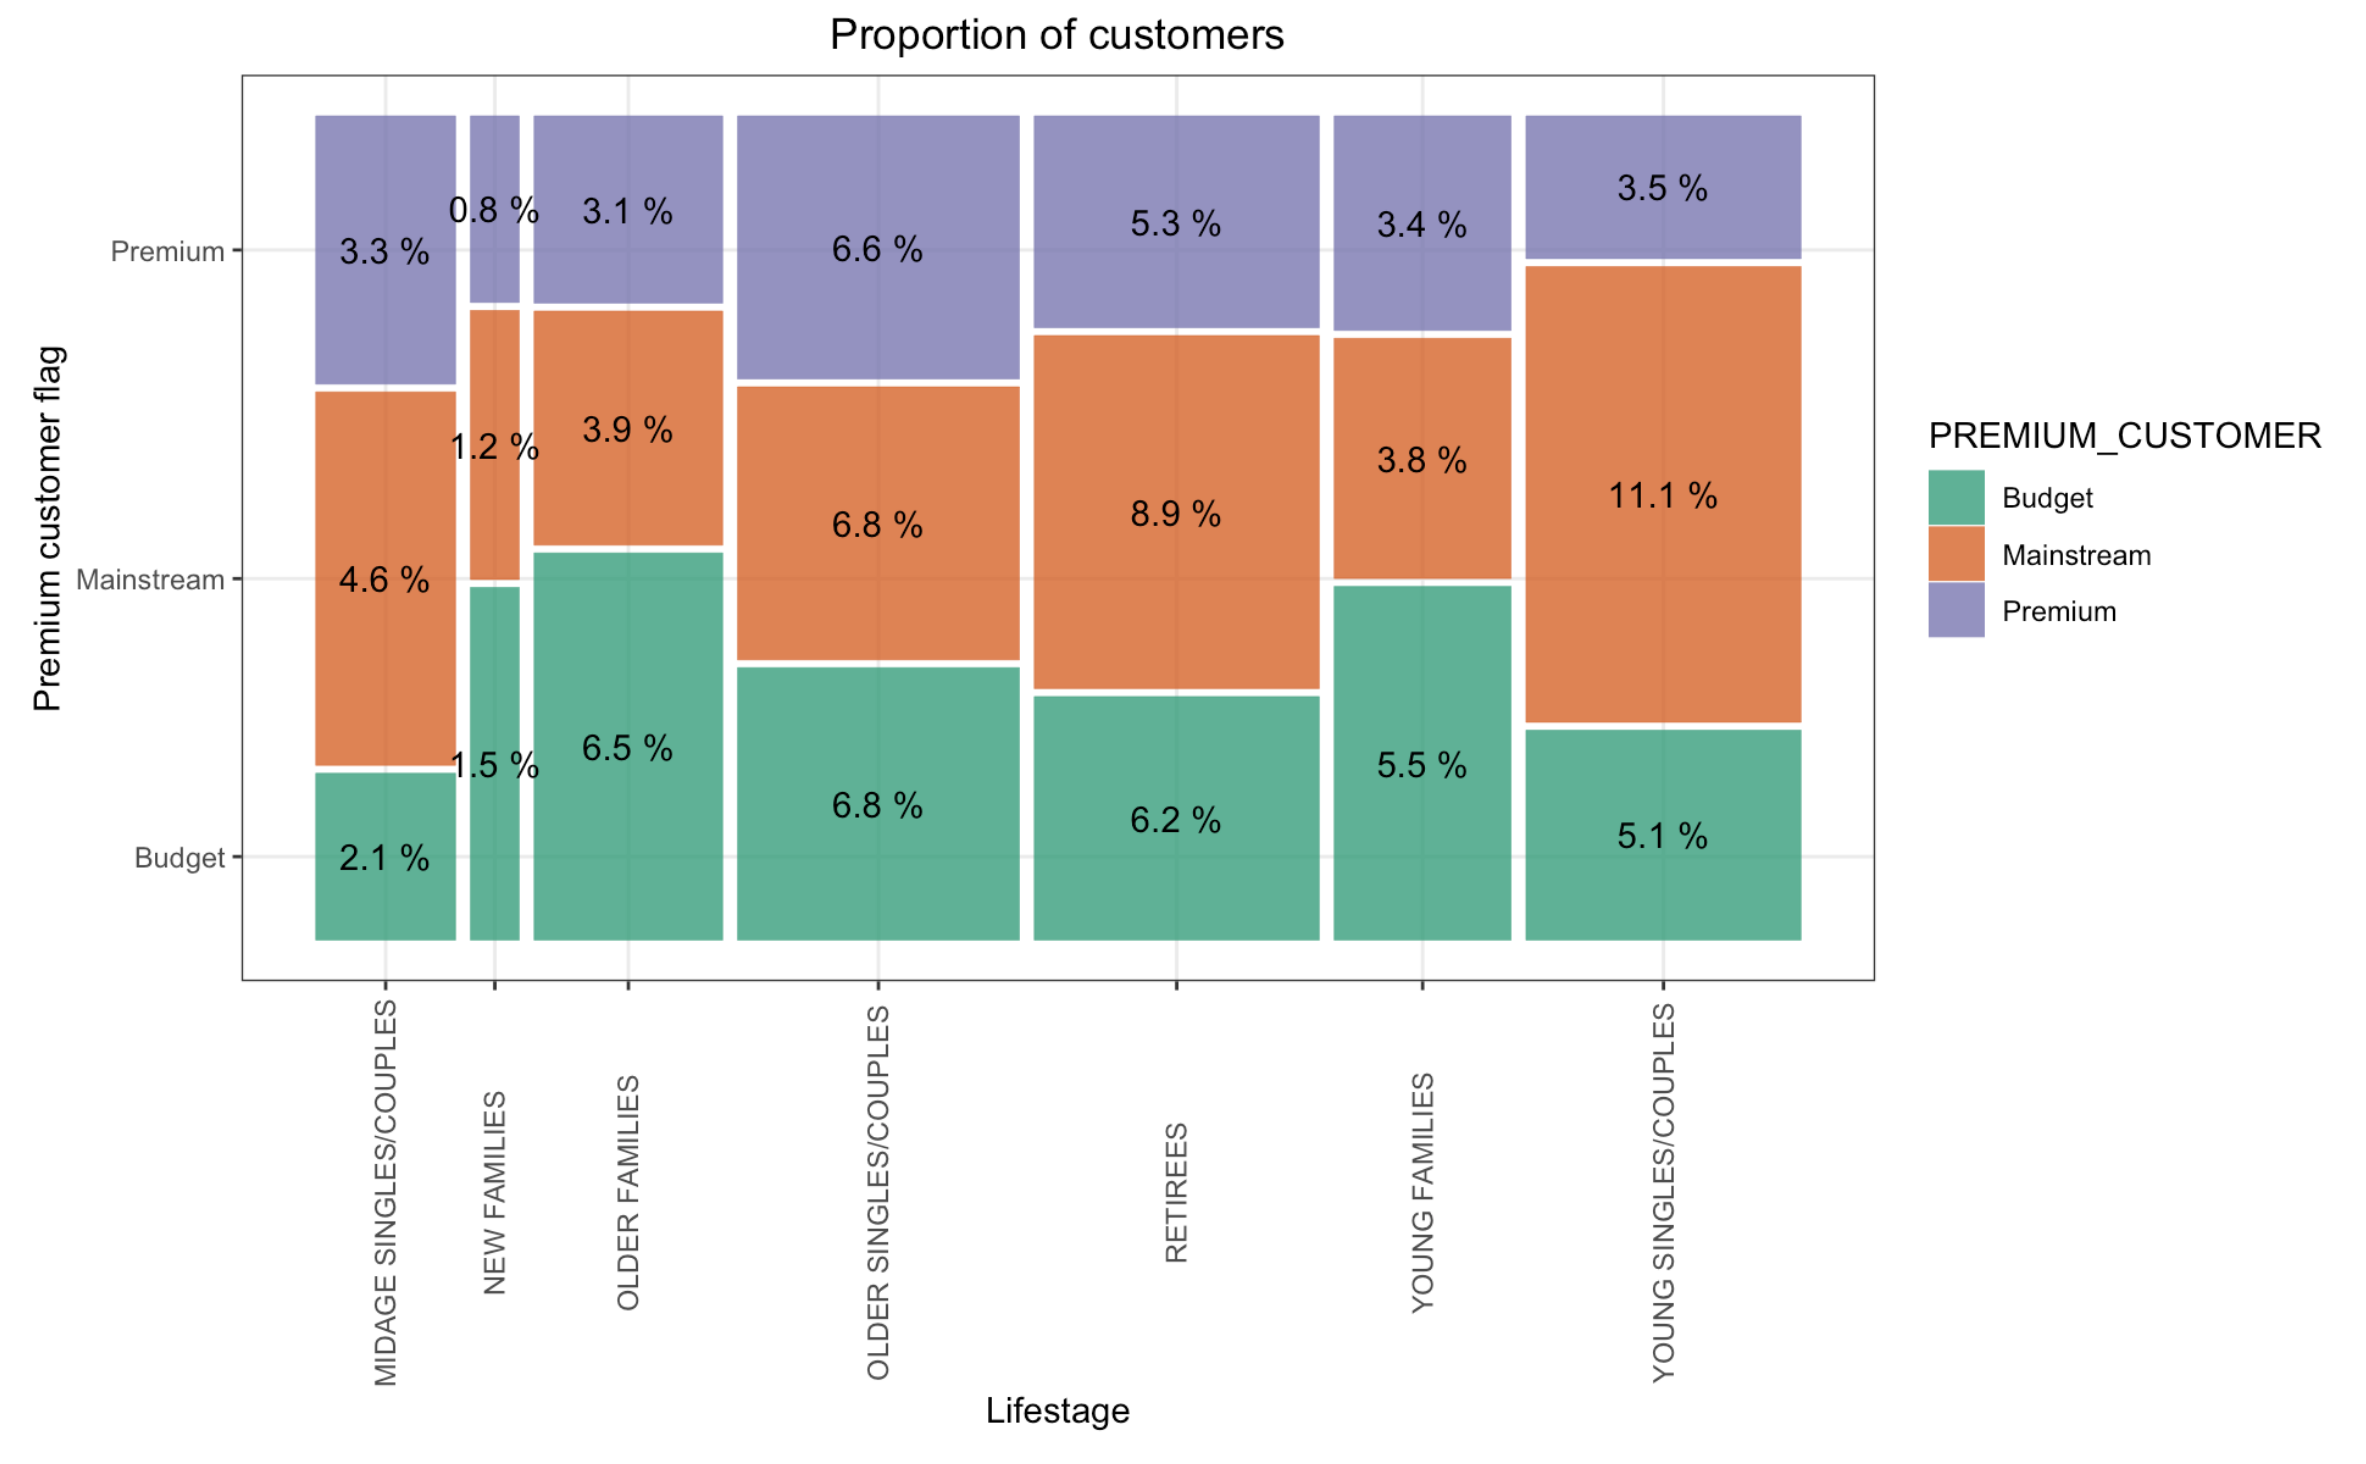 Proportion of customers
Premium customer flag
Premium
Mainstream
Budget
3.3 %
0.8 %
3.1 %
6.6 %
5.3 %
3.4 %
3.5 %
4.6 %
1.2 %
3.9 %
6.8 %
8.9 %
3.8 %
11.1 %
2.1 %
1.5 %
6.5 %
6.8 %
6.2 %
5.5 %
5.1 %
MIDAGE SINGLES/COUPLES
NEW FAMILIES
OLDER FAMILIES
OLDER SINGLES/COUPLES
RETIREES
YOUNG FAMILIES
YOUNG SINGLES/COUPLES
Lifestage
PREMIUM_CUSTOMER
Budget
Mainstream
Premium